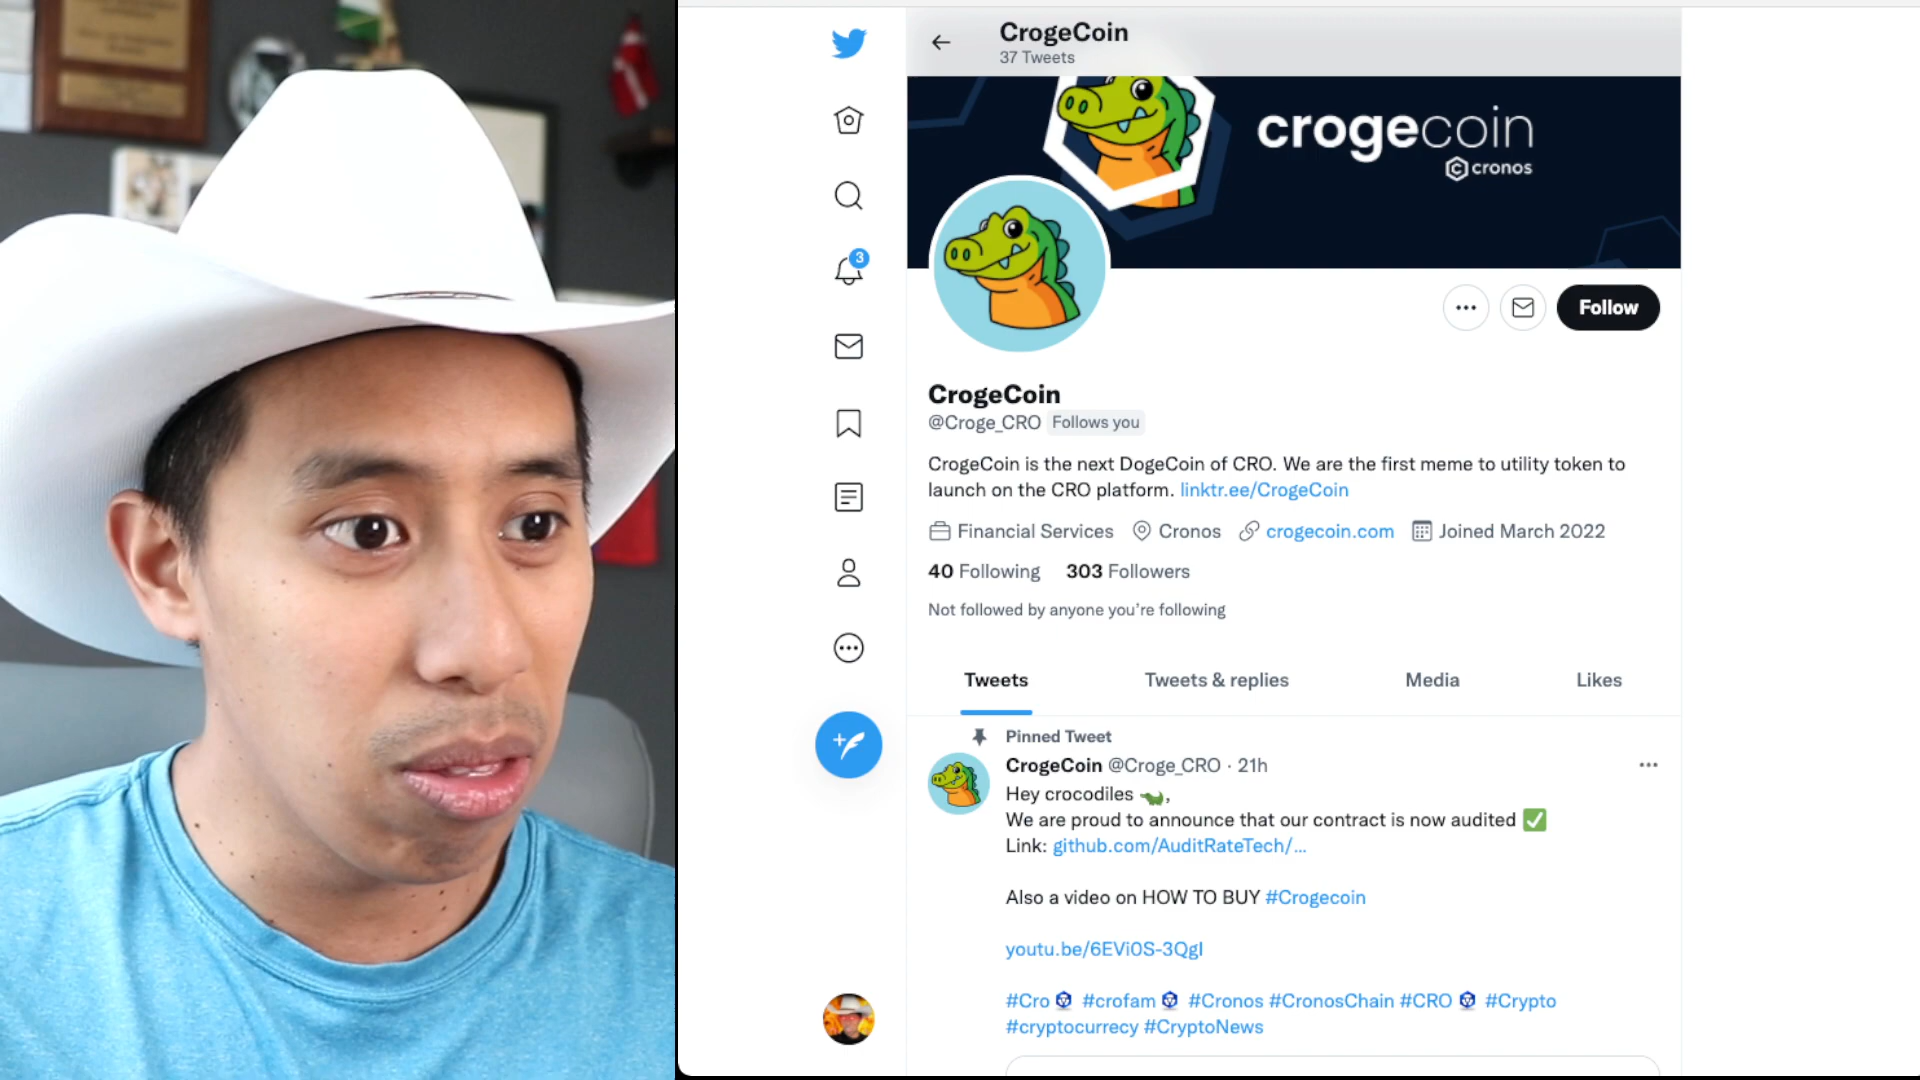 CrogeCoin
37 Tweets
crogecoin
cronos
3
Follow
CrogeCoin
@Croge_CRO Follows you
CrogeCoin is the next DogeCoin of CRO. We are the first meme to utility token to
launch on the CRO platform. linktr.ee/CrogeCoin
Financial Services Cronos crogecoin.com Joined March 2022
40 Following 303 Followers
Not followed by anyone you're following
Tweets Tweets & replies Media Likes
Pinned Tweet
CrogeCoin @Croge_CRO · 21h
Hey crocodiles 🐊,
We are proud to announce that our contract is now audited ✅
Link: github.com/AuditRateTech/...
Also a video on HOW TO BUY #Crogecoin
youtu.be/6EVi0S-3QgI
#Cro #crofam #Cronos #CronosChain #CRO #Crypto
#cryptocurrecy #CryptoNews